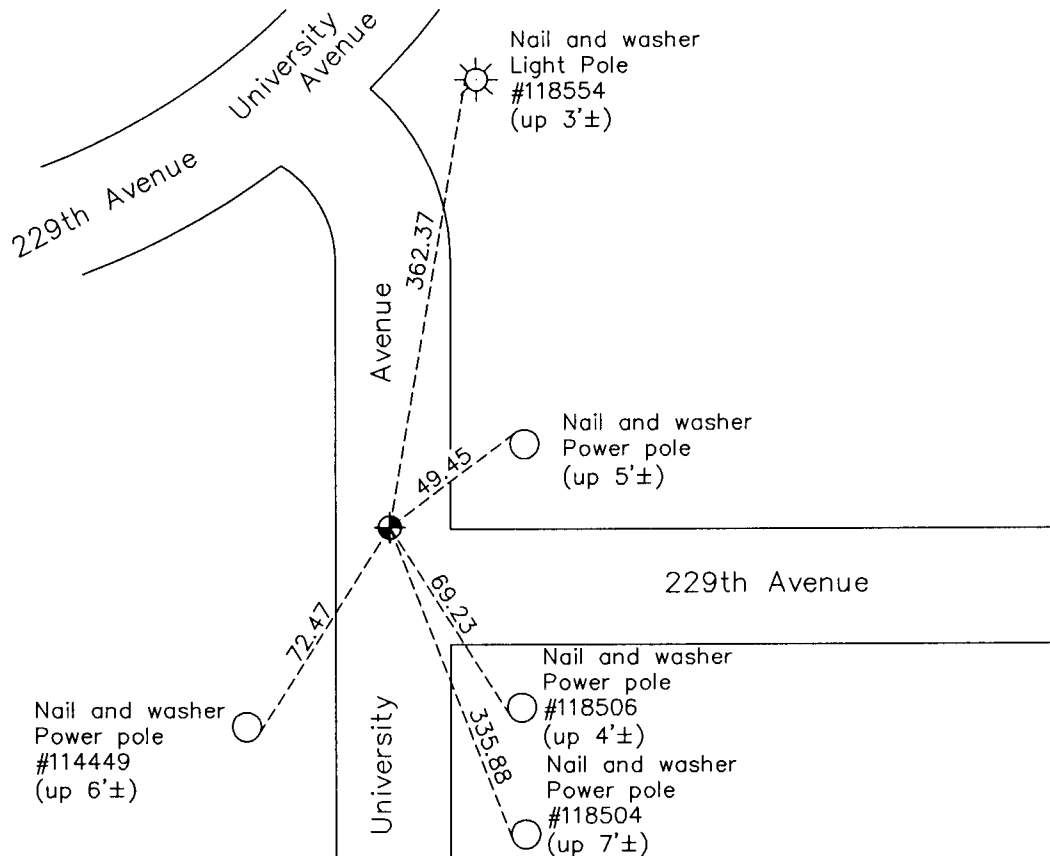 University
Avenue
229th Avenue
Nail and washer
Light Pole
#118554
(up 3'±)
362.37
Avenue
Nail and washer
Power pole
(up 5'±)
49.45
229th Avenue
69.23
72.47
Nail and washer
Power pole
#118506
(up 4'±)
Nail and washer
Power pole
#114449
(up 6'±)
University
335.88
Nail and washer
Power pole
#118504
(up 7'±)